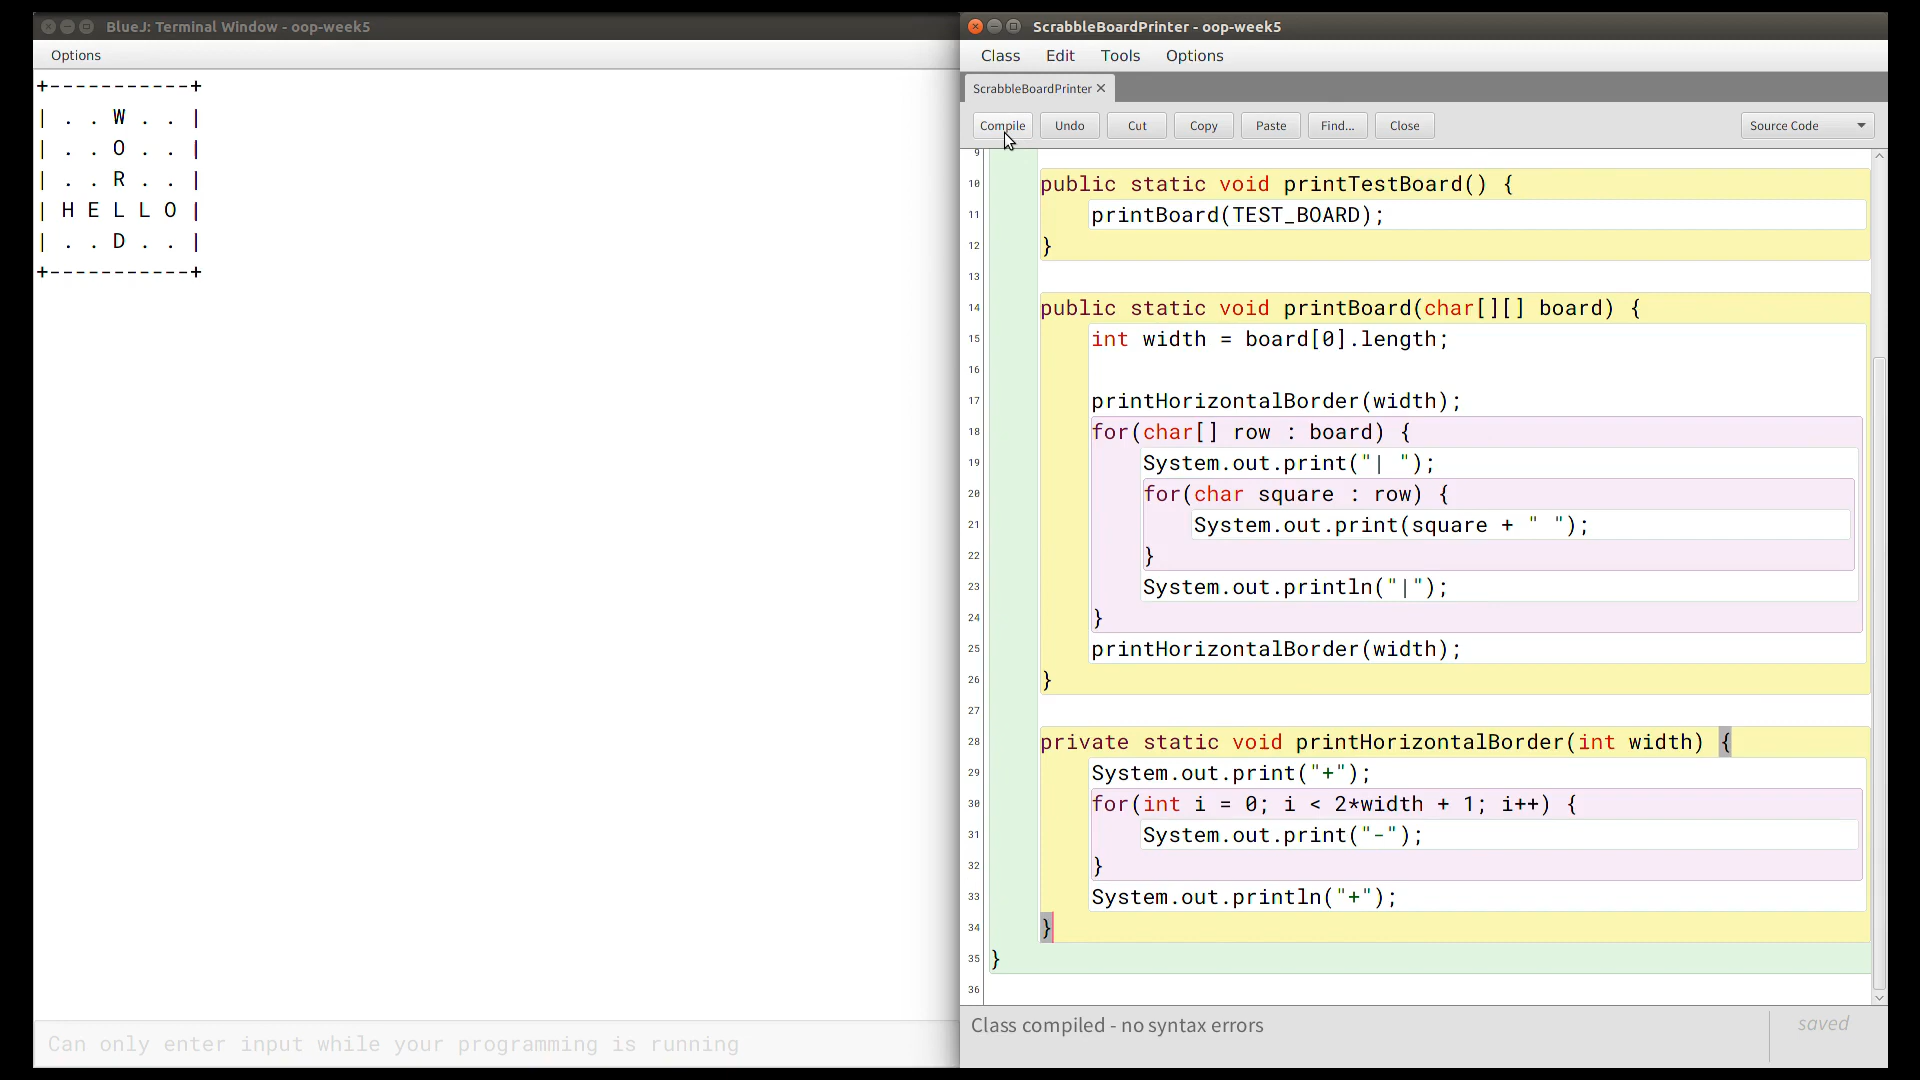 BlueJ: Terminal Window - oop-week5
Options
+-----------+
| . . W . . |
| . . O . . |
| . . R . . |
| H E L L O |
| . . D . . |
+-----------+
Can only enter input while your programming is running
ScrabbleBoardPrinter - oop-week5
Class Edit Tools Options
ScrabbleBoardPrinter ×
Compile Undo Cut Copy Paste Find... Close Source Code
9
10 public static void printTestBoard() {
11 printBoard(TEST_BOARD);
12 }
13
14 public static void printBoard(char[][] board) {
15 int width = board[0].length;
16
17 printHorizontalBorder(width);
18 for(char[] row : board) {
19 System.out.print("| ");
20 for(char square : row) {
21 System.out.print(square + " ");
22 }
23 System.out.println("|");
24 }
25 printHorizontalBorder(width);
26 }
27
28 private static void printHorizontalBorder(int width) {
29 System.out.print("+");
30 for(int i = 0; i < 2*width + 1; i++) {
31 System.out.print("-");
32 }
33 System.out.println("+");
34 }
35 }
36
Class compiled - no syntax errors
saved